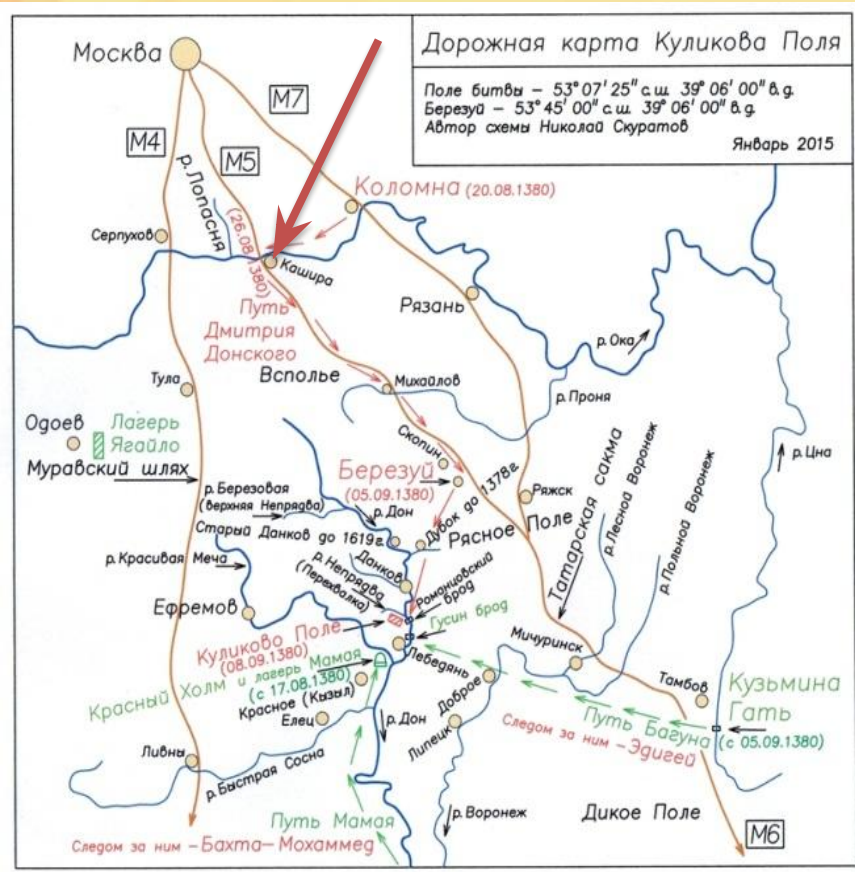 Дорожная карта Куликова Поля
Поле битвы – 53° 07' 25" с.ш. 39° 06' 00" в.д.
Березуй – 53° 45' 00" с.ш. 39° 06' 00" в.д.
Автор схемы Николай Скуратов
Январь 2015
Москва
М7
М4
М5
р.Лопасня
Коломна (20.08.1380)
Серпухов
(26.08.1380)
Кашира
Путь
Дмитрия
Донского
Рязань
р.Ока
Всполье
Тула
Михайлов
р.Проня
Одоев
Лагерь
Ягайло
Муравский шлях
Скопин
Березуй
(05.09.1380)
Дубок до 1378г.
Ряжск
р.Цна
р.Березовая
(верхняя Непрядва)
р.Дон
Старый Данков до 1619г.
Рясное Поле
Татарская сакма
р.Лесной Воронеж
р.Польной Воронеж
р.Красивая Меча
Данков
р.Непрядва
(Перехвалка)
Романцовский
брод
Ефремов
Гусин брод
Куликово Поле
(08.09.1380)
Лебедянь
Мичуринск
Красный Холм и лагерь Мамая
(с 17.08.1380)
Красное (Кызыл)
Доброе
Тамбов
Кузьмина
Гать
Елец
р.Дон
Липецк
Путь Багуна (с 05.09.1380)
Следом за ним –Эдигей
Ливны
р.Быстрая Сосна
Путь Мамая
р.Воронеж
Дикое Поле
М6
Следом за ним –Бахта–Мохаммед